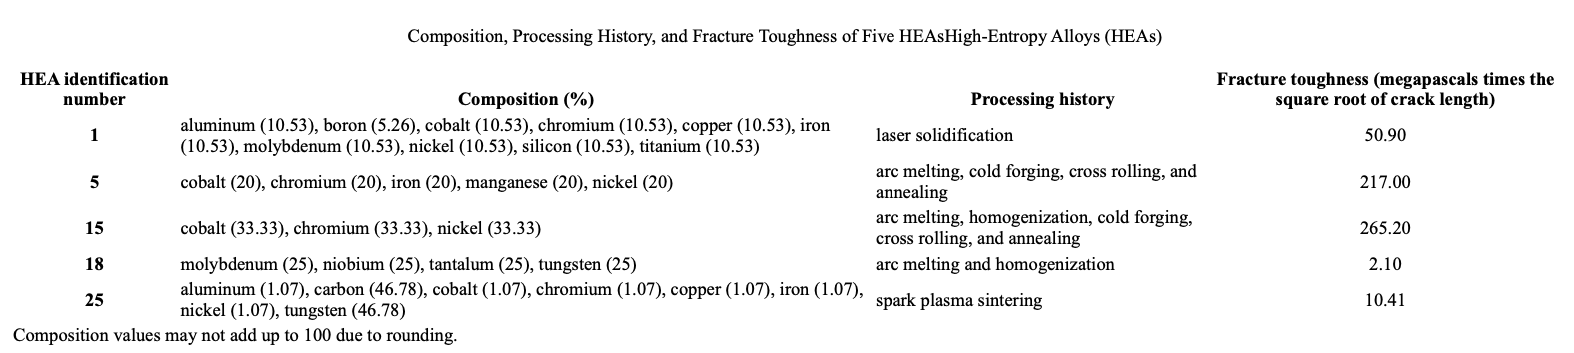 Composition, Processing History, and Fracture Toughness of Five HEAsHigh-Entropy Alloys (HEAs)
HEA identification number Composition (%) Processing history Fracture toughness (megapascals times the square root of crack length)
1 aluminum (10.53), boron (5.26), cobalt (10.53), chromium (10.53), copper (10.53), iron (10.53), molybdenum (10.53), nickel (10.53), silicon (10.53), titanium (10.53) laser solidification 50.90
5 cobalt (20), chromium (20), iron (20), manganese (20), nickel (20) arc melting, cold forging, cross rolling, and annealing 217.00
15 cobalt (33.33), chromium (33.33), nickel (33.33) arc melting, homogenization, cold forging, cross rolling, and annealing 265.20
18 molybdenum (25), niobium (25), tantalum (25), tungsten (25) arc melting and homogenization 2.10
25 aluminum (1.07), carbon (46.78), cobalt (1.07), chromium (1.07), copper (1.07), iron (1.07), nickel (1.07), tungsten (46.78) spark plasma sintering 10.41
Composition values may not add up to 100 due to rounding.